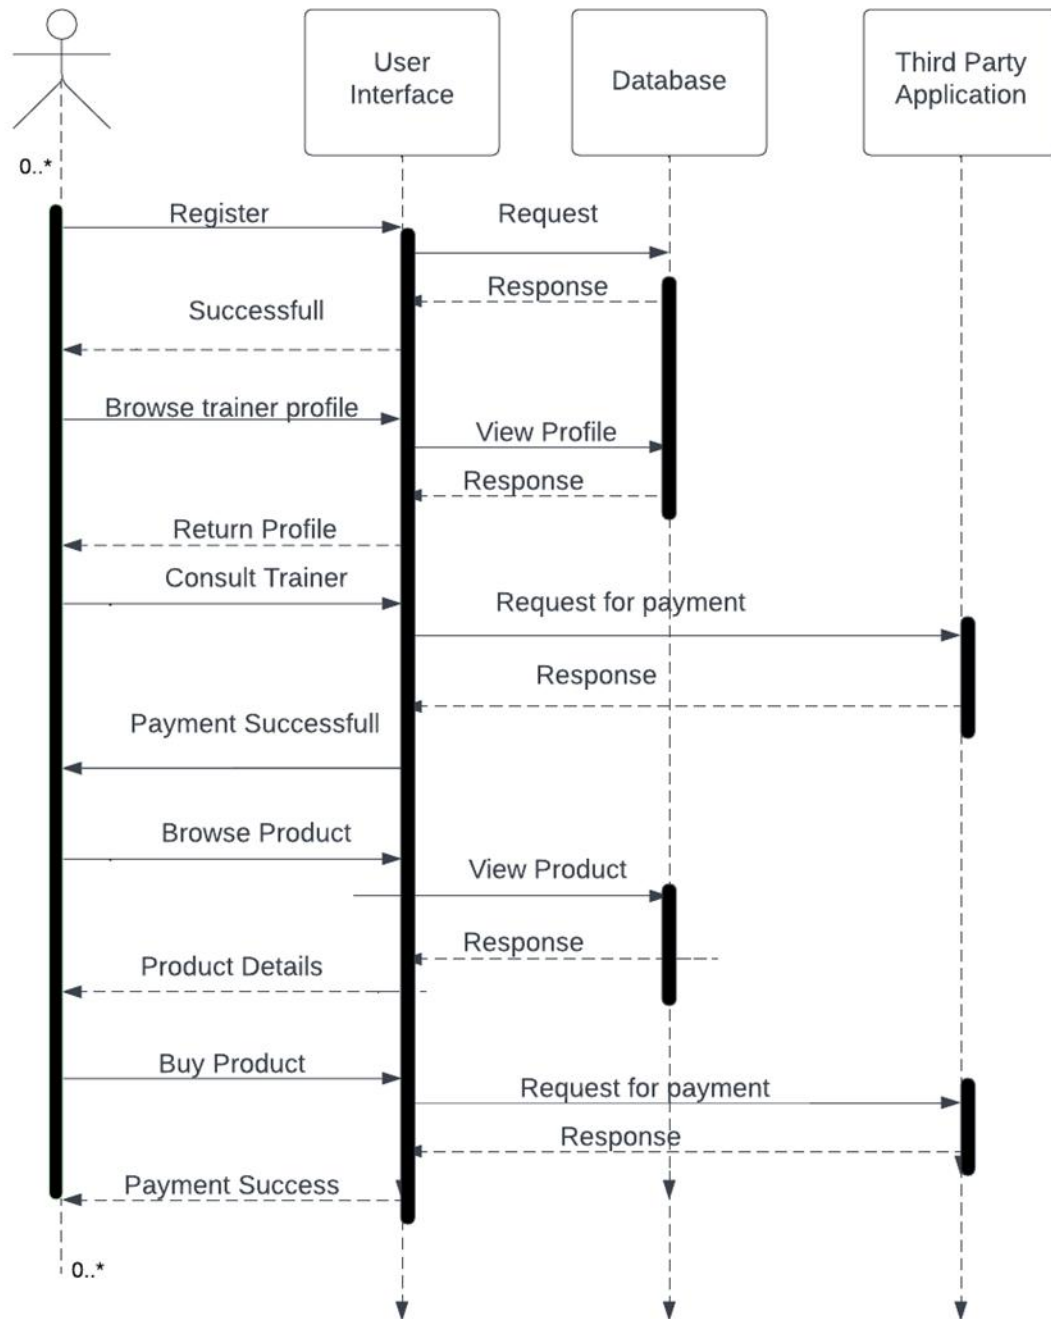 User
Interface
Database
Third Party
Application
0..*
Register
Request
Response
Successfull
Browse trainer profile
View Profile
Response
Return Profile
Consult Trainer
Request for payment
Response
Payment Successfull
Browse Product
View Product
Response
Product Details
Buy Product
Request for payment
Response
Payment Success
0..*